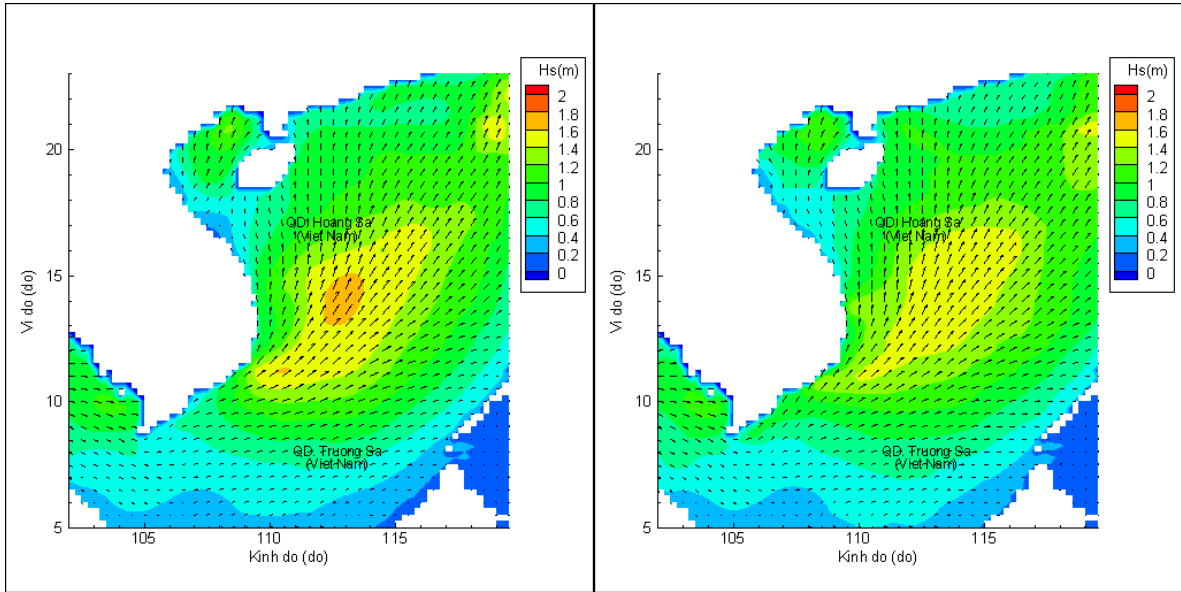 Hs(m)
2
1.8
1.6
1.4
1.2
1
0.8
0.6
0.4
0.2
0
20
15
10
5
Vi do (do)
QD. Hoang Sa
(Viet Nam)
QD. Truong Sa
(Viet Nam)
105
110
115
Kinh do (do)
Hs(m)
2
1.8
1.6
1.4
1.2
1
0.8
0.6
0.4
0.2
0
20
15
10
5
Vi do (do)
QD. Hoang Sa
(Viet Nam)
QD. Truong Sa
(Viet Nam)
105
110
115
Kinh do (do)